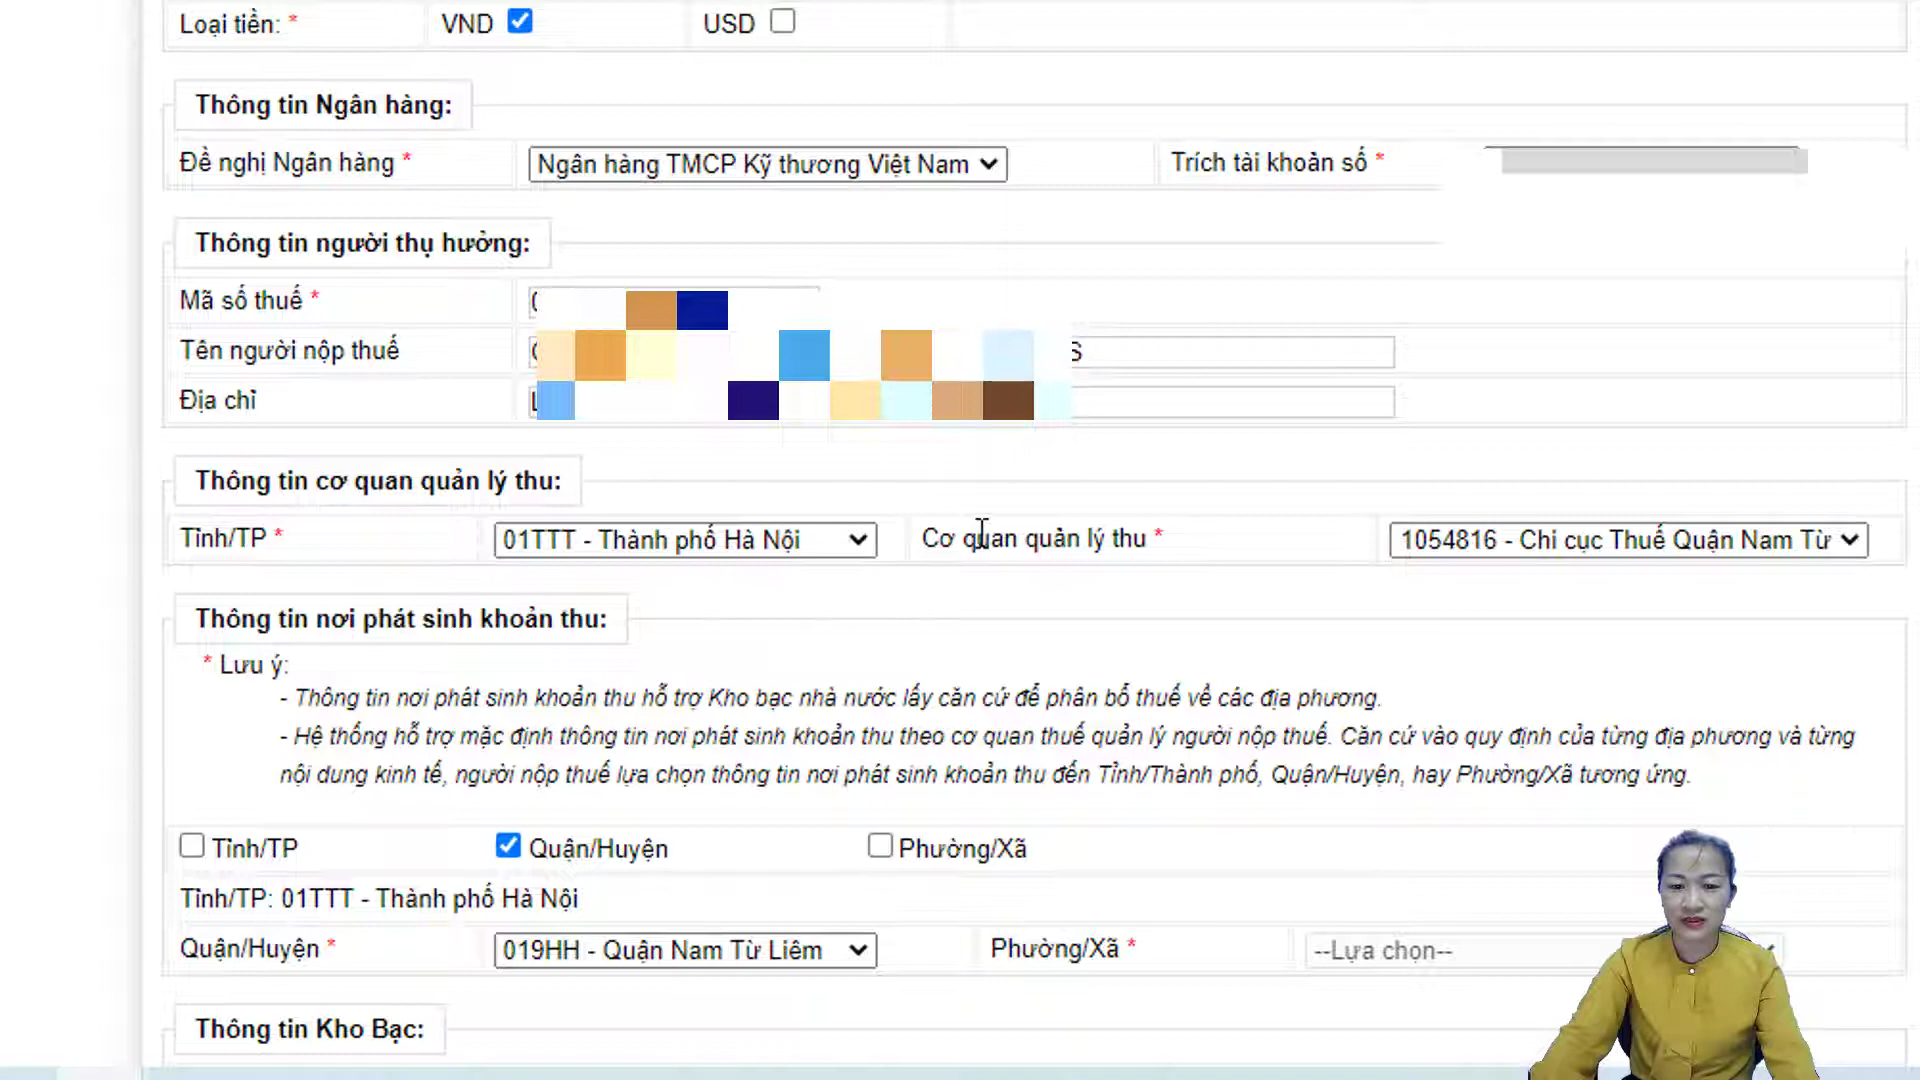 Loại tiền: * VND USD
Thông tin Ngân hàng:
Đề nghị Ngân hàng * Ngân hàng TMCP Kỹ thương Việt Nam Trích tài khoản số *
Thông tin người thụ hưởng:
Mã số thuế *
Tên người nộp thuế S
Địa chỉ
Thông tin cơ quan quản lý thu:
Tỉnh/TP * 01TTT - Thành phố Hà Nội Cơ quan quản lý thu * 1054816 - Chi cục Thuế Quận Nam Từ
Thông tin nơi phát sinh khoản thu:
* Lưu ý:
- Thông tin nơi phát sinh khoản thu hỗ trợ Kho bạc nhà nước lấy căn cứ để phân bổ thuế về các địa phương.
- Hệ thống hỗ trợ mặc định thông tin nơi phát sinh khoản thu theo cơ quan thuế quản lý người nộp thuế. Căn cứ vào quy định của từng địa phương và từng
nội dung kinh tế, người nộp thuế lựa chọn thông tin nơi phát sinh khoản thu đến Tỉnh/Thành phố, Quận/Huyện, hay Phường/Xã tương ứng.
Tỉnh/TP Quận/Huyện Phường/Xã
Tỉnh/TP: 01TTT - Thành phố Hà Nội
Quận/Huyện * 019HH - Quận Nam Từ Liêm Phường/Xã * --Lựa chọn--
Thông tin Kho Bạc: